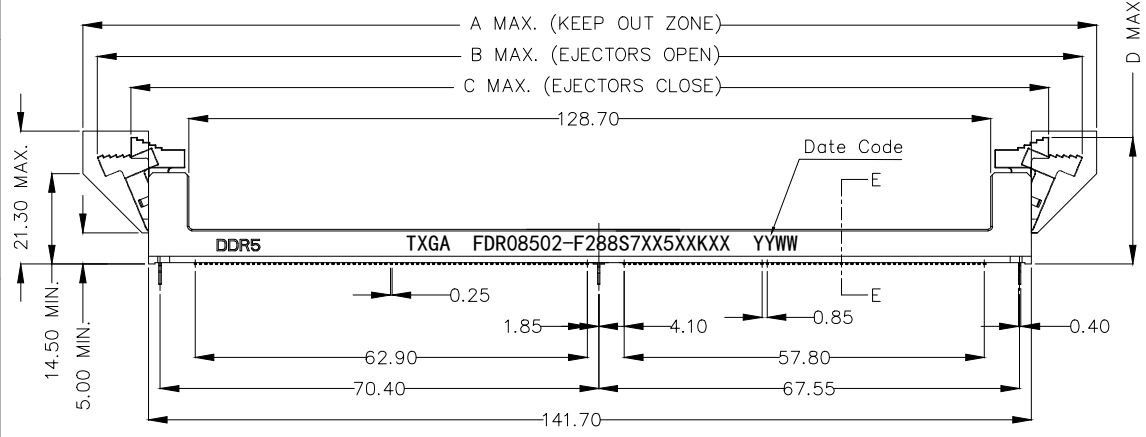 A MAX. (KEEP OUT ZONE)
B MAX. (EJECTORS OPEN)
C MAX. (EJECTORS CLOSE)
D MAX
128.70
Date Code
21.30 MAX.
E
DDR5
TXGA FDR08502-F288S7XX5XXKXX YYWW
14.50 MIN.
5.00 MIN.
0.25
E
1.85
4.10
0.85
0.40
62.90
57.80
70.40
67.55
141.70